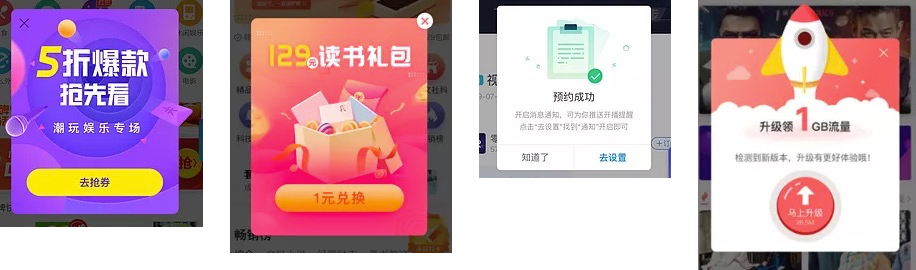 5折爆款
抢先看
潮玩娱乐专场
去抢券
129元读书礼包
1元兑换
畅销榜
预约成功
开启消息通知，可为你推送开播提醒
点击“去设置”找到“通知”开启即可
知道了
去设置
升级领1GB流量
检测到新版本，升级有更好体验哦！
马上升级